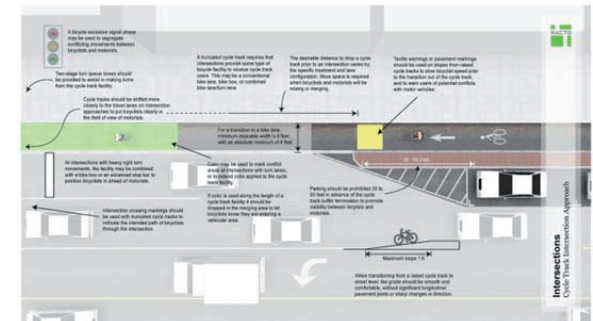 A bicycle exclusive signal phase
may be used to segregate
conflicting movements between
bicyclists and motorists.
A truncated cycle track requires that
intersections provide some type of
bicycle facility to receive cycle track
users. This may be a conventional
bike lane, bike box, or combined
bike lane/turn lane.
The desirable distance to drop a cycle
track prior to an intersection varies by
the specific treatment and lane
configuration. More space is required
when bicyclists and motorists will be
mixing or merging.
Tactile warnings or pavement markings
should be used on slopes from raised
cycle tracks to slow bicyclist speed prior
to the transition out of the cycle track,
and to warn users of potential conflicts
with motor vehicles.
NACTO
Two-stage turn queue boxes should
be provided to assist in making turns
from the cycle track facility.
Cycle tracks should be shifted more
closely to the travel lanes on intersection
approaches to put bicyclists clearly in
the field of view of motorists.
For a transition to a bike lane,
minimum desirable width is 5 feet,
with an absolute minimum of 4 feet
At intersections with heavy right turn
movements, the facility may be combined
with a bike box or an advanced stop bar to
position bicyclists in ahead of motorists.
Color may be used to mark conflict
areas at intersections with turn lanes,
or to extend color applied to the cycle
track facility.
If color is used along the length of a
cycle track facility it should be
dropped in the merging area to let
bicyclists know they are entering a
vehicular area.
Parking should be prohibited 30 to
50 feet in advance of the cycle
track buffer termination to promote
visibility between bicyclists and
motorists.
Intersection crossing markings should
be used with truncated cycle tracks to
indicate the intended path of bicyclists
through the intersection.
Maximum slope 1:8
When transitioning from a raised cycle track to
street level, the grade should be smooth and
comfortable, without significant longitudinal
pavement joints or sharp changes in direction.
Intersections
Cycle Track Intersection Approach